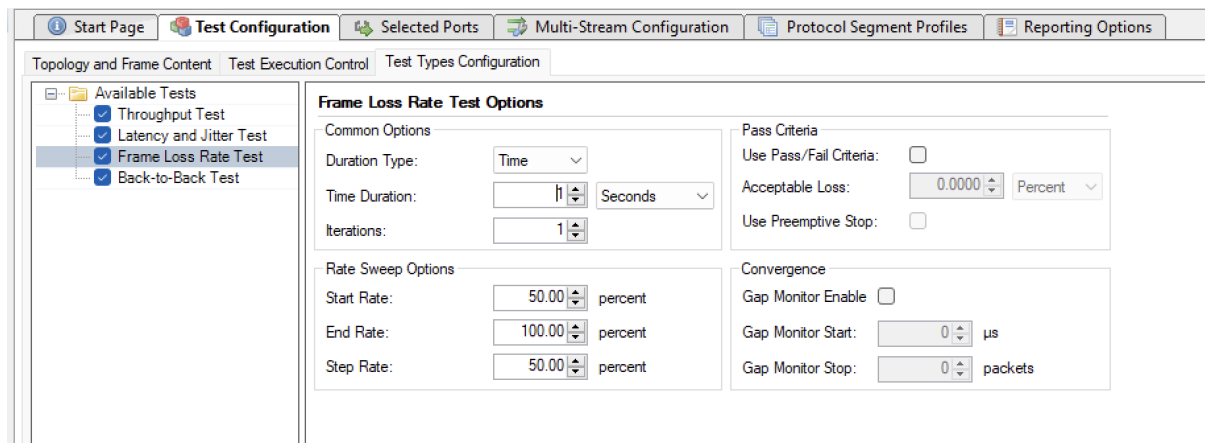 Start Page Test Configuration Selected Ports Multi-Stream Configuration Protocol Segment Profiles Reporting Options
Topology and Frame Content Test Execution Control Test Types Configuration
Available Tests
Throughput Test
Latency and Jitter Test
Frame Loss Rate Test
Back-to-Back Test
Frame Loss Rate Test Options
Common Options
Duration Type: Time
Time Duration: 1 Seconds
Iterations: 1
Pass Criteria
Use Pass/Fail Criteria:
Acceptable Loss: 0.0000 Percent
Use Preemptive Stop:
Rate Sweep Options
Start Rate: 50.00 percent
End Rate: 100.00 percent
Step Rate: 50.00 percent
Convergence
Gap Monitor Enable
Gap Monitor Start: 0 µs
Gap Monitor Stop: 0 packets